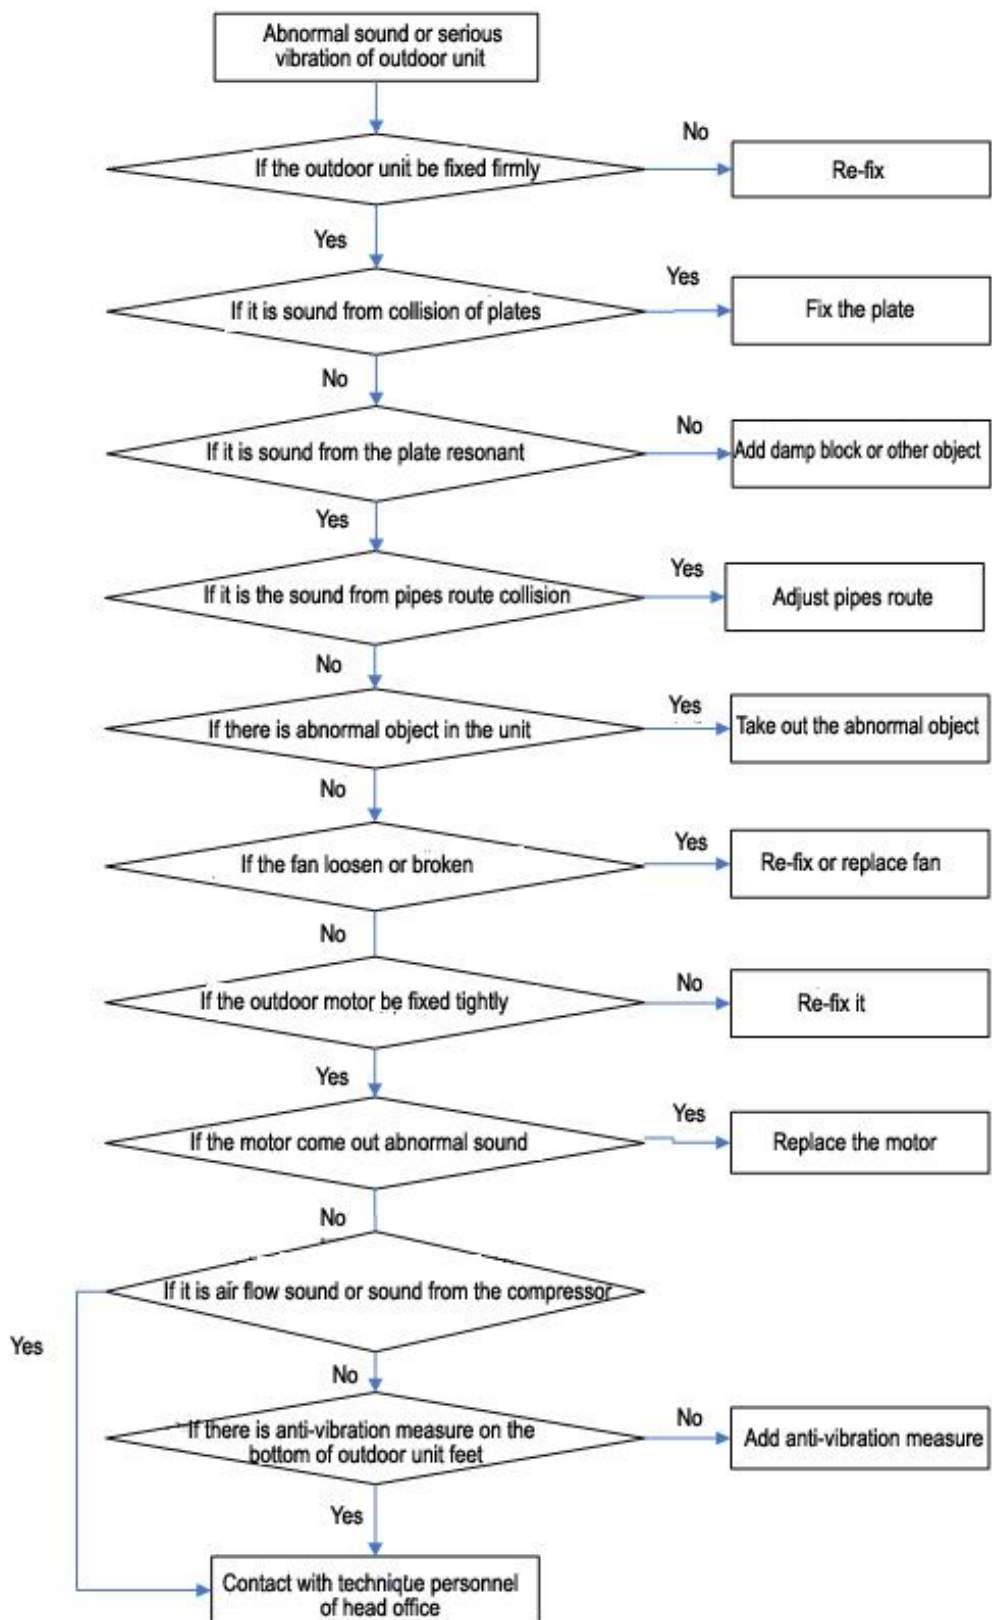 Abnormal sound or serious
vibration of outdoor unit
No
If the outdoor unit be fixed firmly
Re-fix
Yes
Yes
If it is sound from collision of plates
Fix the plate
No
No
If it is sound from the plate resonant
Add damp block or other object
Yes
Yes
If it is the sound from pipes route collision
Adjust pipes route
No
Yes
If there is abnormal object in the unit
Take out the abnormal object
No
Yes
If the fan loosen or broken
Re-fix or replace fan
No
No
If the outdoor motor be fixed tightly
Re-fix it
Yes
Yes
If the motor come out abnormal sound
Replace the motor
No
If it is air flow sound or sound from the compressor
Yes
No
No
If there is anti-vibration measure on the
bottom of outdoor unit feet
Add anti-vibration measure
Yes
Contact with technique personnel
of head office